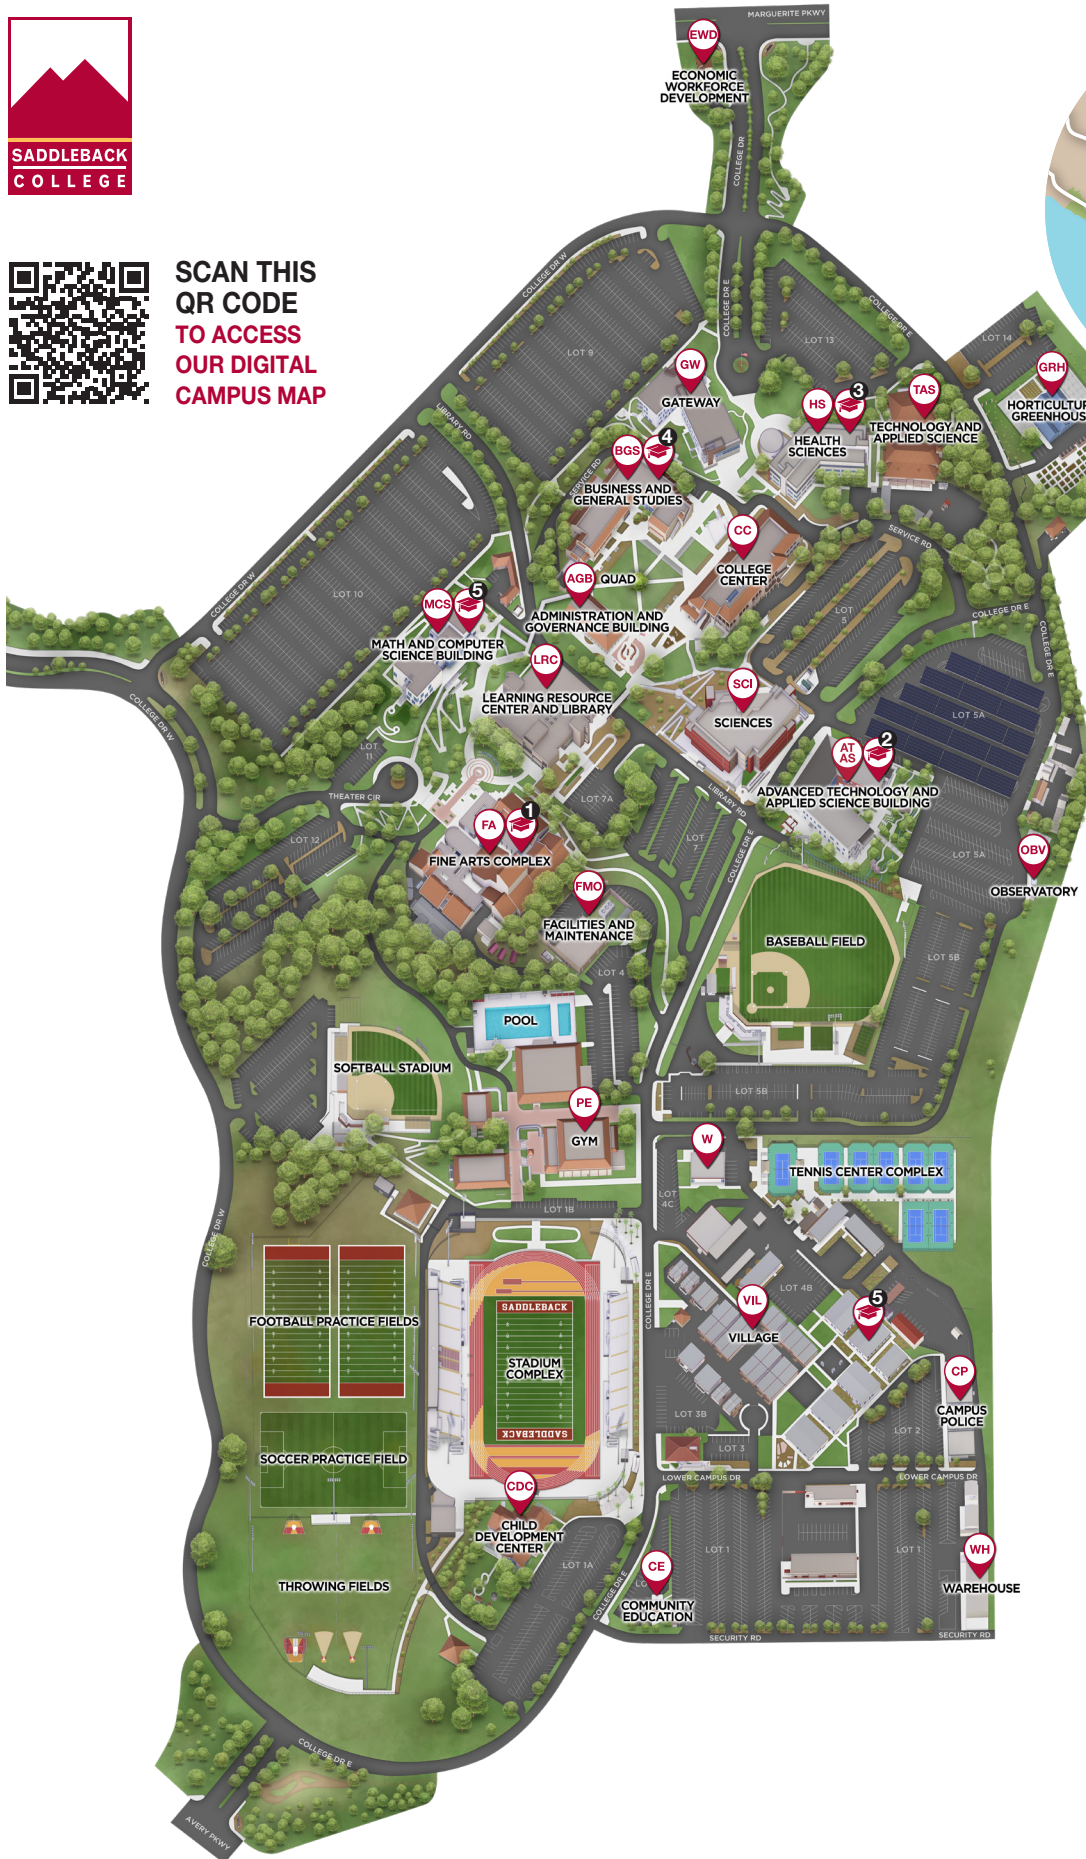 MARGUERITE PKWY
EWD
ECONOMIC
WORKFORCE
DEVELOPMENT
COLLEGE DR
SADDLEBACK
COLLEGE
SCAN THIS
QR CODE
TO ACCESS
OUR DIGITAL
CAMPUS MAP
COLLEGE DR W
COLLEGE DR E
COLLEGE DR E
LOT 9
LOT 13
LOT 14
GW
GATEWAY
HS
3
HEALTH
SCIENCES
TAS
TECHNOLOGY AND
APPLIED SCIENCE
GRH
HORTICULTUR
GREENHOUS
LIBRARY RD
SERVICE RD
BGS
4
BUSINESS AND
GENERAL STUDIES
CC
COLLEGE
CENTER
SERVICE RD
COLLEGE DR W
LOT 10
AGB
QUAD
ADMINISTRATION AND
GOVERNANCE BUILDING
LOT
5
COLLEGE DR E
COLLEGE DR E
MCS
5
MATH AND COMPUTER
SCIENCE BUILDING
LRC
LEARNING RESOURCE
CENTER AND LIBRARY
SCI
SCIENCES
LOT 5A
COLLEGE DR W
LOT
11
AT
AS
2
ADVANCED TECHNOLOGY AND
APPLIED SCIENCE BUILDING
THEATER CIR
LOT 7A
LIBRARY RD
LOT 12
FA
1
FINE ARTS COMPLEX
LOT
7
COLLEGE DR E
LOT 5A
OBV
OBSERVATORY
FMO
FACILITIES AND
MAINTENANCE
BASEBALL FIELD
LOT 5B
LOT 4
POOL
SOFTBALL STADIUM
LOT 5B
PE
GYM
W
TENNIS CENTER COMPLEX
LOT
4C
LOT 1B
COLLEGE DR W
COLLEGE DR E
LOT 4B
VIL
VILLAGE
5
SADDLEBACK
FOOTBALL PRACTICE FIELDS
STADIUM
COMPLEX
CP
CAMPUS
POLICE
LOT 3B
LOT 2
SADDLEBACK
LOT 3
SOCCER PRACTICE FIELD
LOWER CAMPUS DR
LOWER CAMPUS DR
CDC
CHILD
DEVELOPMENT
CENTER
LOT 1
LOT 1
WH
WAREHOUSE
LOT 1A
CE
COMMUNITY
EDUCATION
THROWING FIELDS
COLLEGE DR E
SECURITY RD
SECURITY RD
COLLEGE DR E
AVERY PKWY